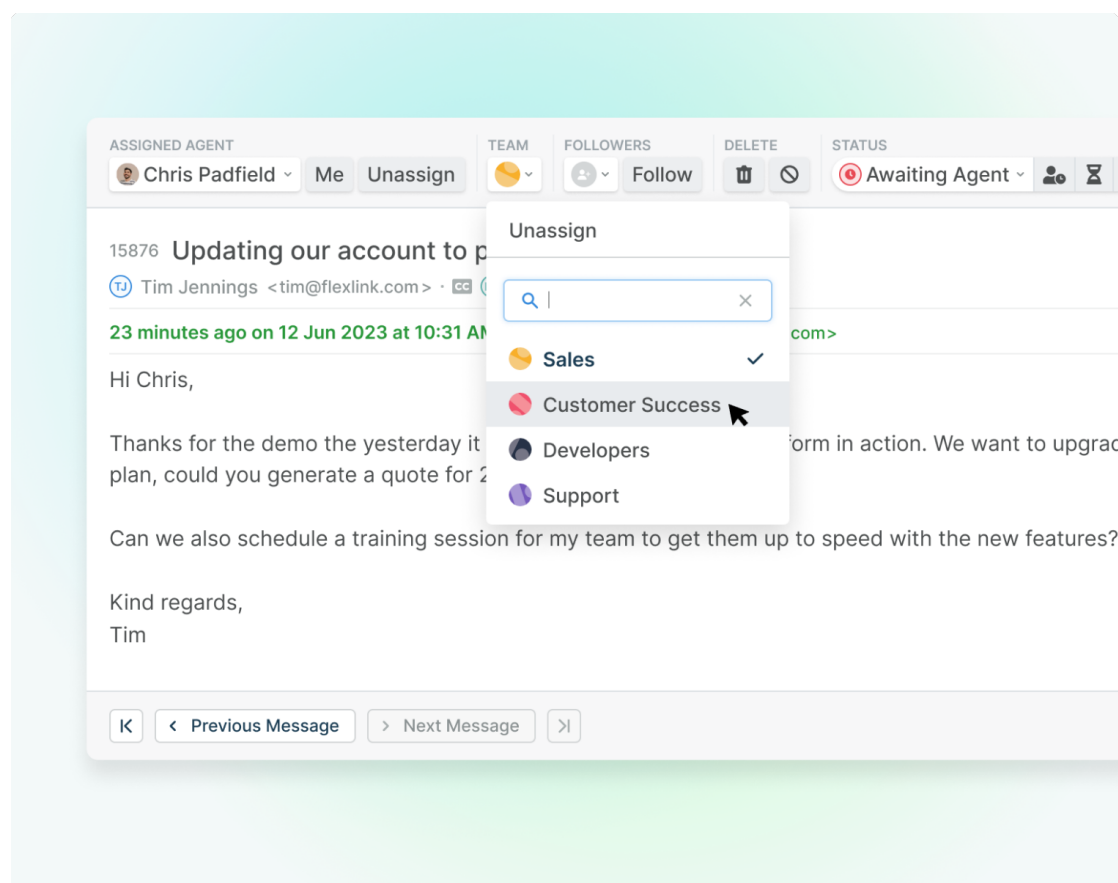 ASSIGNED AGENT TEAM FOLLOWERS DELETE STATUS
Chris Padfield Me Unassign Follow Awaiting Agent
Unassign
15876 Updating our account to
TJ Tim Jennings <tim@flexlink.com> · CC
23 minutes ago on 12 Jun 2023 at 10:31 com>
Sales
Customer Success
Developers
Support
Hi Chris,
Thanks for the demo the yesterday it form in action. We want to
plan, could you generate a quote for
Can we also schedule a training session for my team to get them up to speed with the new features?
Kind regards,
Tim
Previous Message Next Message